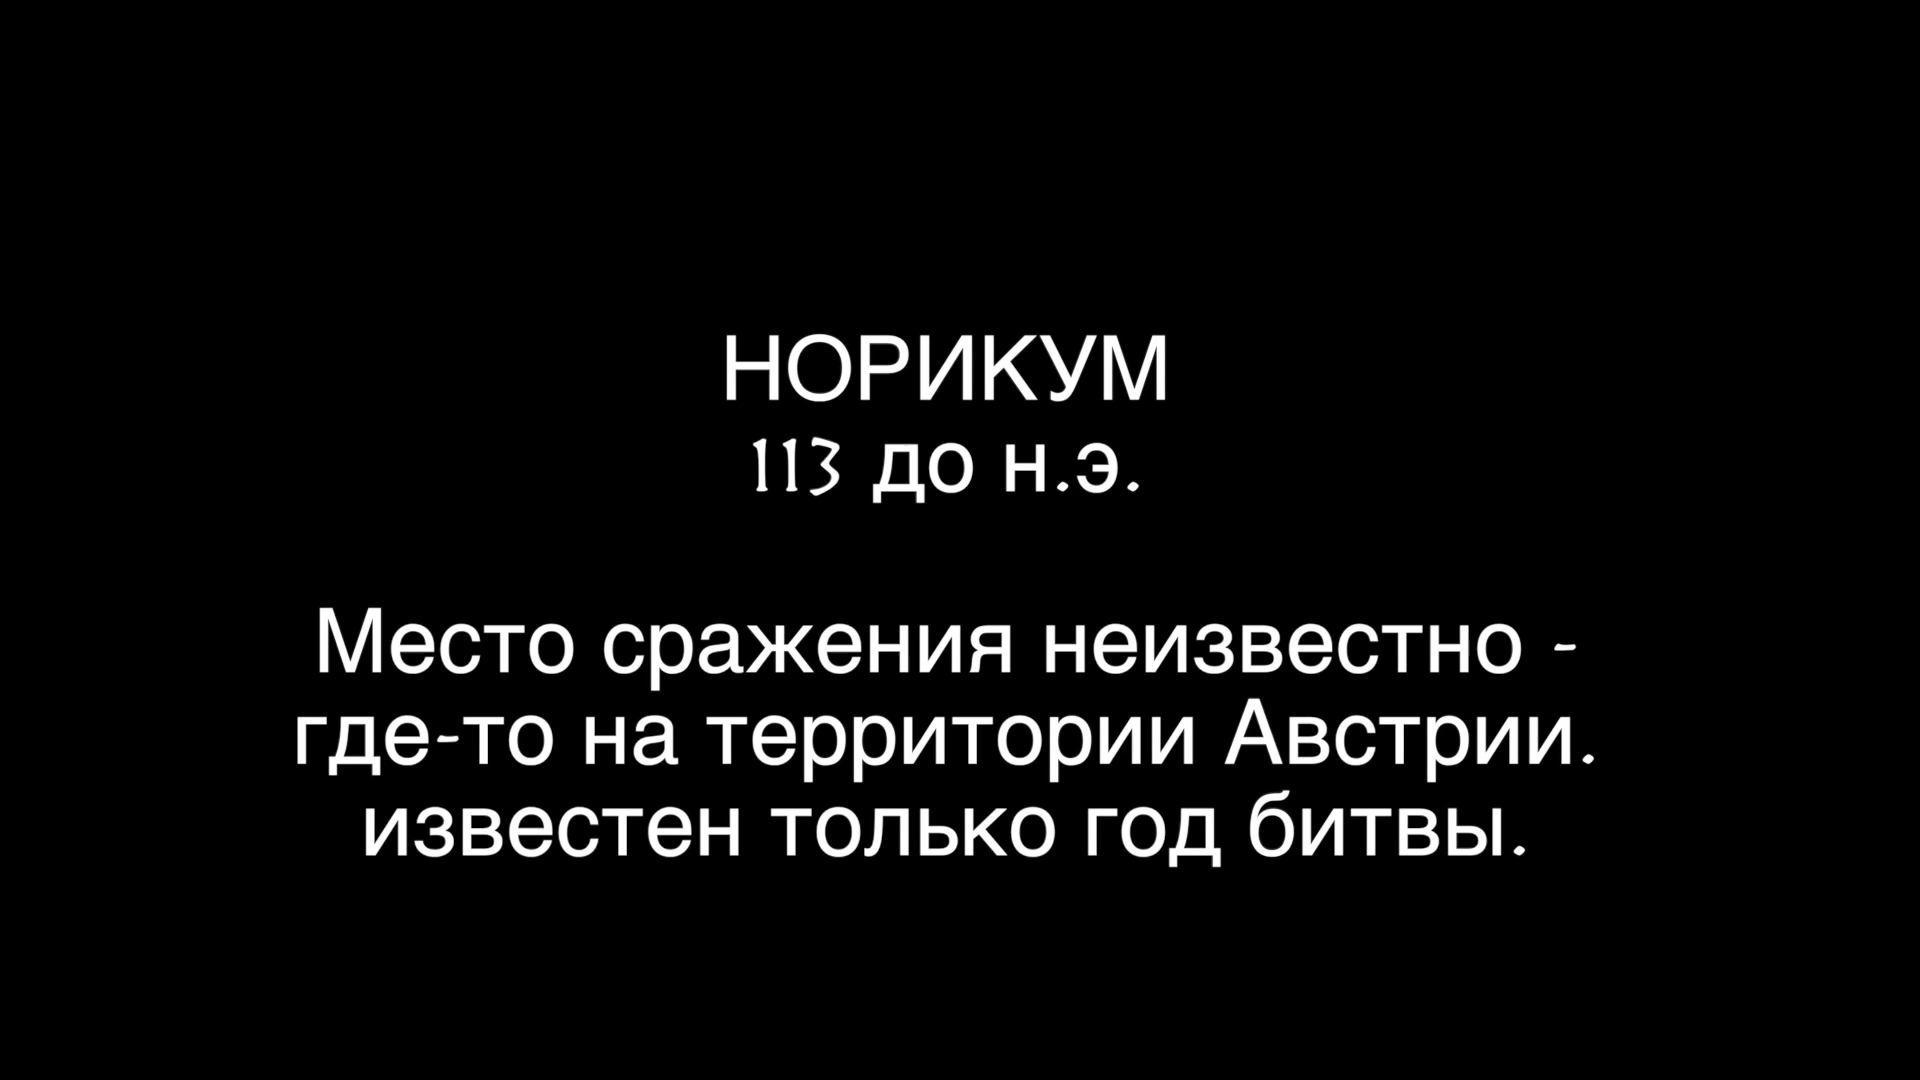 НОРИКУМ
113 до н.э.
Место сражения неизвестно -
где-то на территории Австрии.
известен только год битвы.